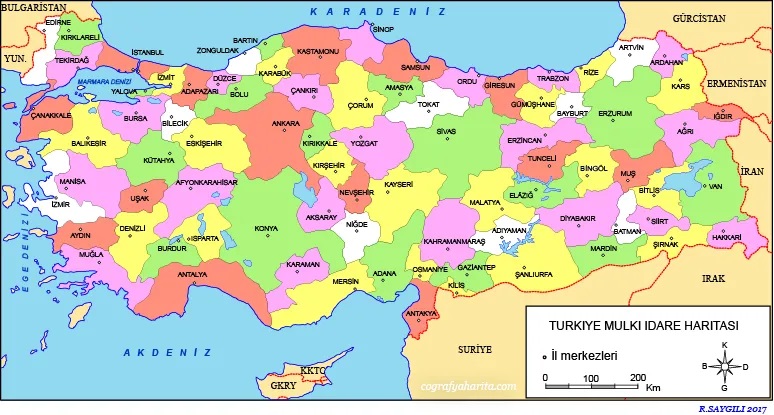 BULGARİSTAN
K A R A D E N İ Z
GÜRCİSTAN
EDİRNE
KIRKLARELİ
TEKİRDAĞ
YUN.
İSTANBUL
MARMARA DENİZİ
YALOVA
İZMİT
ADAPAZARI
DÜZCE
BOLU
ZONGULDAK
BARTIN
KARABÜK
KASTAMONU
SİNOP
ÇANKIRI
SAMSUN
AMASYA
ÇORUM
TOKAT
ORDU
GİRESUN
TRABZON
GÜMÜŞHANE
RİZE
BAYBURT
ARTVİN
ARDAHAN
KARS
ERMENİSTAN
IĞDIR
AĞRI
ERZURUM
ERZİNCAN
SİVAS
YOZGAT
KIRIKKALE
ANKARA
ESKİŞEHİR
BİLECİK
BURSA
ÇANAKKALE
BALIKESİR
KÜTAHYA
MANİSA
İZMİR
UŞAK
AFYONKARAHİSAR
KIRŞEHİR
NEVŞEHİR
KAYSERİ
AKSARAY
NİĞDE
KONYA
TUNCELİ
BİNGÖL
MUŞ
BİTLİS
VAN
İRAN
ELAZIĞ
MALATYA
DİYABAKIR
BATMAN
SİİRT
ŞIRNAK
HAKKARİ
MARDİN
ADIYAMAN
KAHRAMANMARAŞ
AYDIN
DENİZLİ
MUĞLA
BURDUR
ISPARTA
ANTALYA
KARAMAN
MERSİN
ADANA
OSMANİYE
GAZİANTEP
KİLİS
ŞANLIURFA
ANTAKYA
E G E D E N İ Z İ
A K D E N İ Z
SURİYE
IRAK
KKTC
GKRY
cografyaharita.com
TURKIYE MULKI IDARE HARITASI
İl merkezleri
0 100 200
Km
K
B D
G
R.SAYGILI 2017